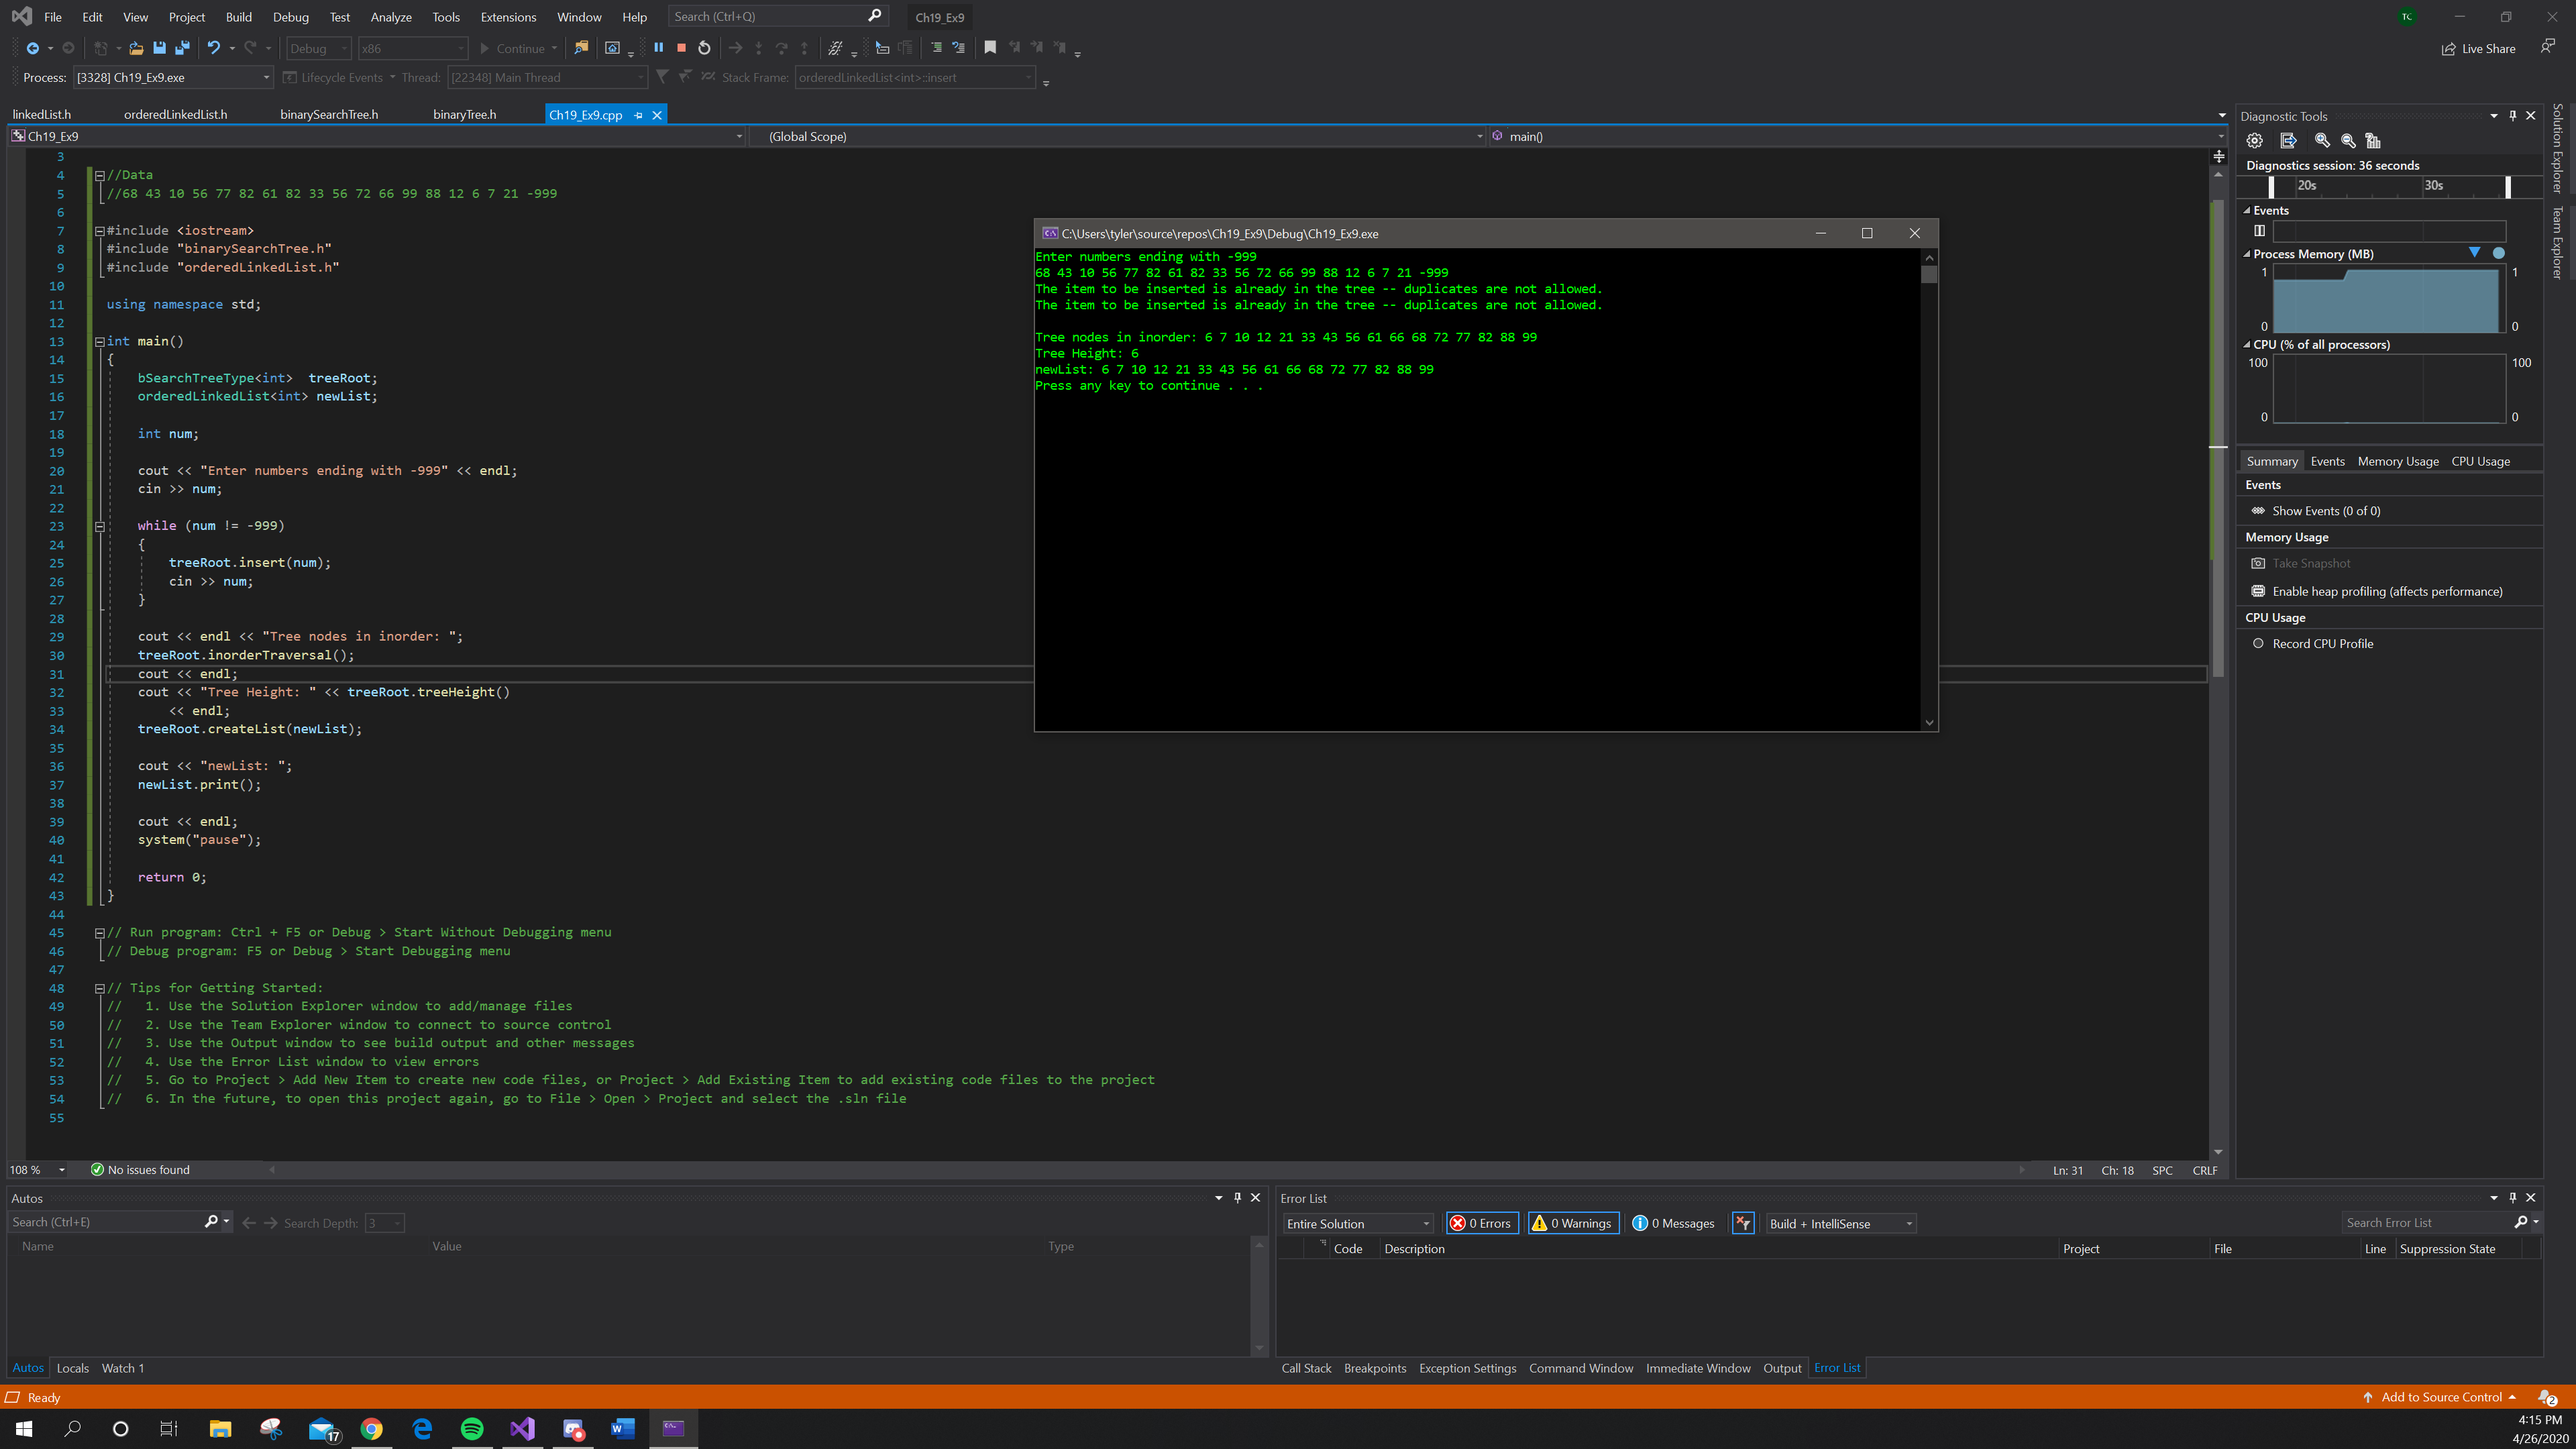 File Edit View Project Build Debug Test Analyze Tools Extensions Window Help Search (Ctrl+Q) Ch19_Ex9 TC
Debug x86 Continue Live Share
Process: [3328] Ch19_Ex9.exe Lifecycle Events Thread: [22348] Main Thread Stack Frame: orderedLinkedList<int>::insert
linkedList.h orderedLinkedList.h binarySearchTree.h binaryTree.h Ch19_Ex9.cpp
Ch19_Ex9 (Global Scope) main()
3
4 //Data
5 //68 43 10 56 77 82 61 82 33 56 72 66 99 88 12 6 7 21 -999
6
7 #include <iostream>
8 #include "binarySearchTree.h"
9 #include "orderedLinkedList.h"
10
11 using namespace std;
12
13 int main()
14 {
15 bSearchTreeType<int>  treeRoot;
16 orderedLinkedList<int> newList;
17
18 int num;
19
20 cout << "Enter numbers ending with -999" << endl;
21 cin >> num;
22
23 while (num != -999)
24 {
25 treeRoot.insert(num);
26 cin >> num;
27 }
28
29 cout << endl << "Tree nodes in inorder: ";
30 treeRoot.inorderTraversal();
31 cout << endl;
32 cout << "Tree Height: " << treeRoot.treeHeight()
33 << endl;
34 treeRoot.createList(newList);
35
36 cout << "newList: ";
37 newList.print();
38
39 cout << endl;
40 system("pause");
41
42 return 0;
43 }
44
45 // Run program: Ctrl + F5 or Debug > Start Without Debugging menu
46 // Debug program: F5 or Debug > Start Debugging menu
47
48 // Tips for Getting Started:
49 //   1. Use the Solution Explorer window to add/manage files
50 //   2. Use the Team Explorer window to connect to source control
51 //   3. Use the Output window to see build output and other messages
52 //   4. Use the Error List window to view errors
53 //   5. Go to Project > Add New Item to create new code files, or Project > Add Existing Item to add existing code files to the project
54 //   6. In the future, to open this project again, go to File > Open > Project and select the .sln file
55
108 % No issues found Ln: 31 Ch: 18 SPC CRLF
C:\Users\tyler\source\repos\Ch19_Ex9\Debug\Ch19_Ex9.exe
Enter numbers ending with -999
68 43 10 56 77 82 61 82 33 56 72 66 99 88 12 6 7 21 -999
The item to be inserted is already in the tree -- duplicates are not allowed.
The item to be inserted is already in the tree -- duplicates are not allowed.
Tree nodes in inorder: 6 7 10 12 21 33 43 56 61 66 68 72 77 82 88 99
Tree Height: 6
newList: 6 7 10 12 21 33 43 56 61 66 68 72 77 82 88 99
Press any key to continue . . .
Diagnostic Tools
Diagnostics session: 36 seconds
20s 30s
Events
Process Memory (MB)
1 1
0 0
CPU (% of all processors)
100 100
0 0
Summary Events Memory Usage CPU Usage
Events
Show Events (0 of 0)
Memory Usage
Take Snapshot
Enable heap profiling (affects performance)
CPU Usage
Record CPU Profile
Solution Explorer
Team Explorer
Autos
Search (Ctrl+E) Search Depth: 3
Name Value Type
Autos Locals Watch 1
Error List
Entire Solution 0 Errors 0 Warnings 0 Messages Build + IntelliSense Search Error List
Code Description Project File Line Suppression State
Call Stack Breakpoints Exception Settings Command Window Immediate Window Output Error List
Ready Add to Source Control 2
17
4:15 PM
4/26/2020